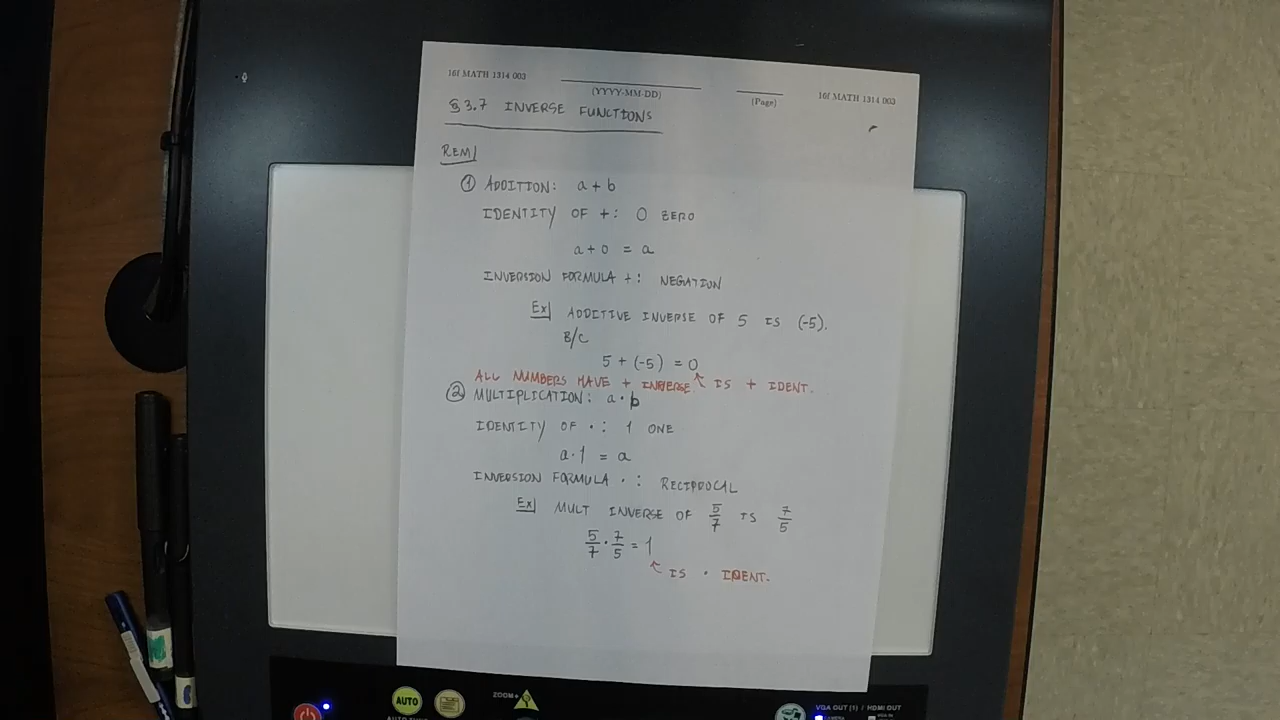 16f MATH 1314 003
(YYYY-MM-DD)
(Page)
16f MATH 1314 003
§ 3.7 INVERSE FUNCTIONS
REM
① ADDITION: a + b
IDENTITY OF +: 0 ZERO
a + 0 = a
INVERSION FORMULA +: NEGATION
EX ADDITIVE INVERSE OF 5 IS (-5).
B/C
5 + (-5) = 0
ALL NUMBERS HAVE + INVERSE ↖ IS + IDENT.
② MULTIPLICATION: a · b
IDENTITY OF · : 1 ONE
a · 1 = a
INVERSION FORMULA · : RECIPROCAL
EX MULT INVERSE OF 5/7 IS 7/5
5/7 · 7/5 = 1
↖ IS · IDENT.
AUTO
ZOOM+
VGA OUT (1) / HDMI OUT